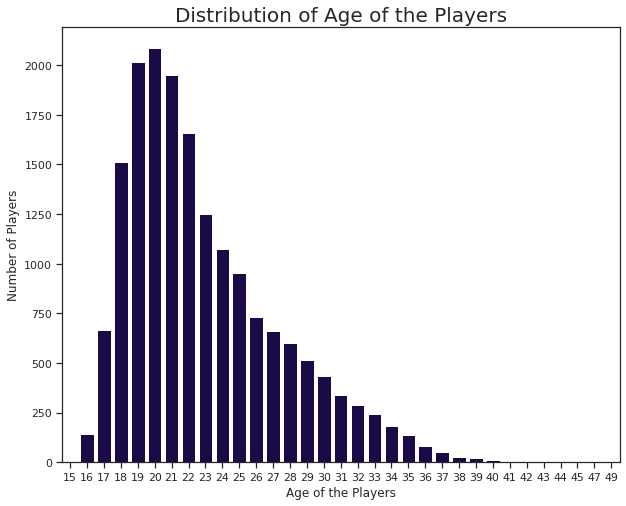 Distribution of Age of the Players
2000
1750
1500
1250
1000
750
500
250
0
Number of Players
15 16 17 18 19 20 21 22 23 24 25 26 27 28 29 30 31 32 33 34 35 36 37 38 39 40 41 42 43 44 45 47 49
Age of the Players